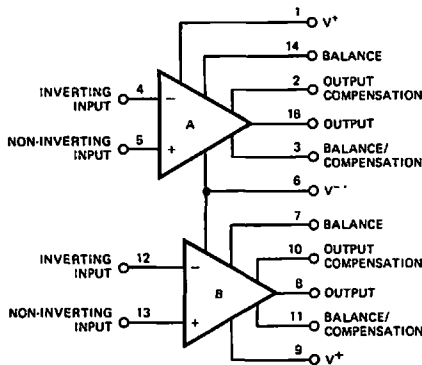 1
V+
14
BALANCE
2
OUTPUT
COMPENSATION
INVERTING
INPUT
4
−
A
18
OUTPUT
NON-INVERTING
INPUT
5
+
3
BALANCE/
COMPENSATION
6
V−
7
BALANCE
10
OUTPUT
COMPENSATION
INVERTING
INPUT
12
−
B
8
OUTPUT
NON-INVERTING
INPUT
13
+
11
BALANCE/
COMPENSATION
9
V+